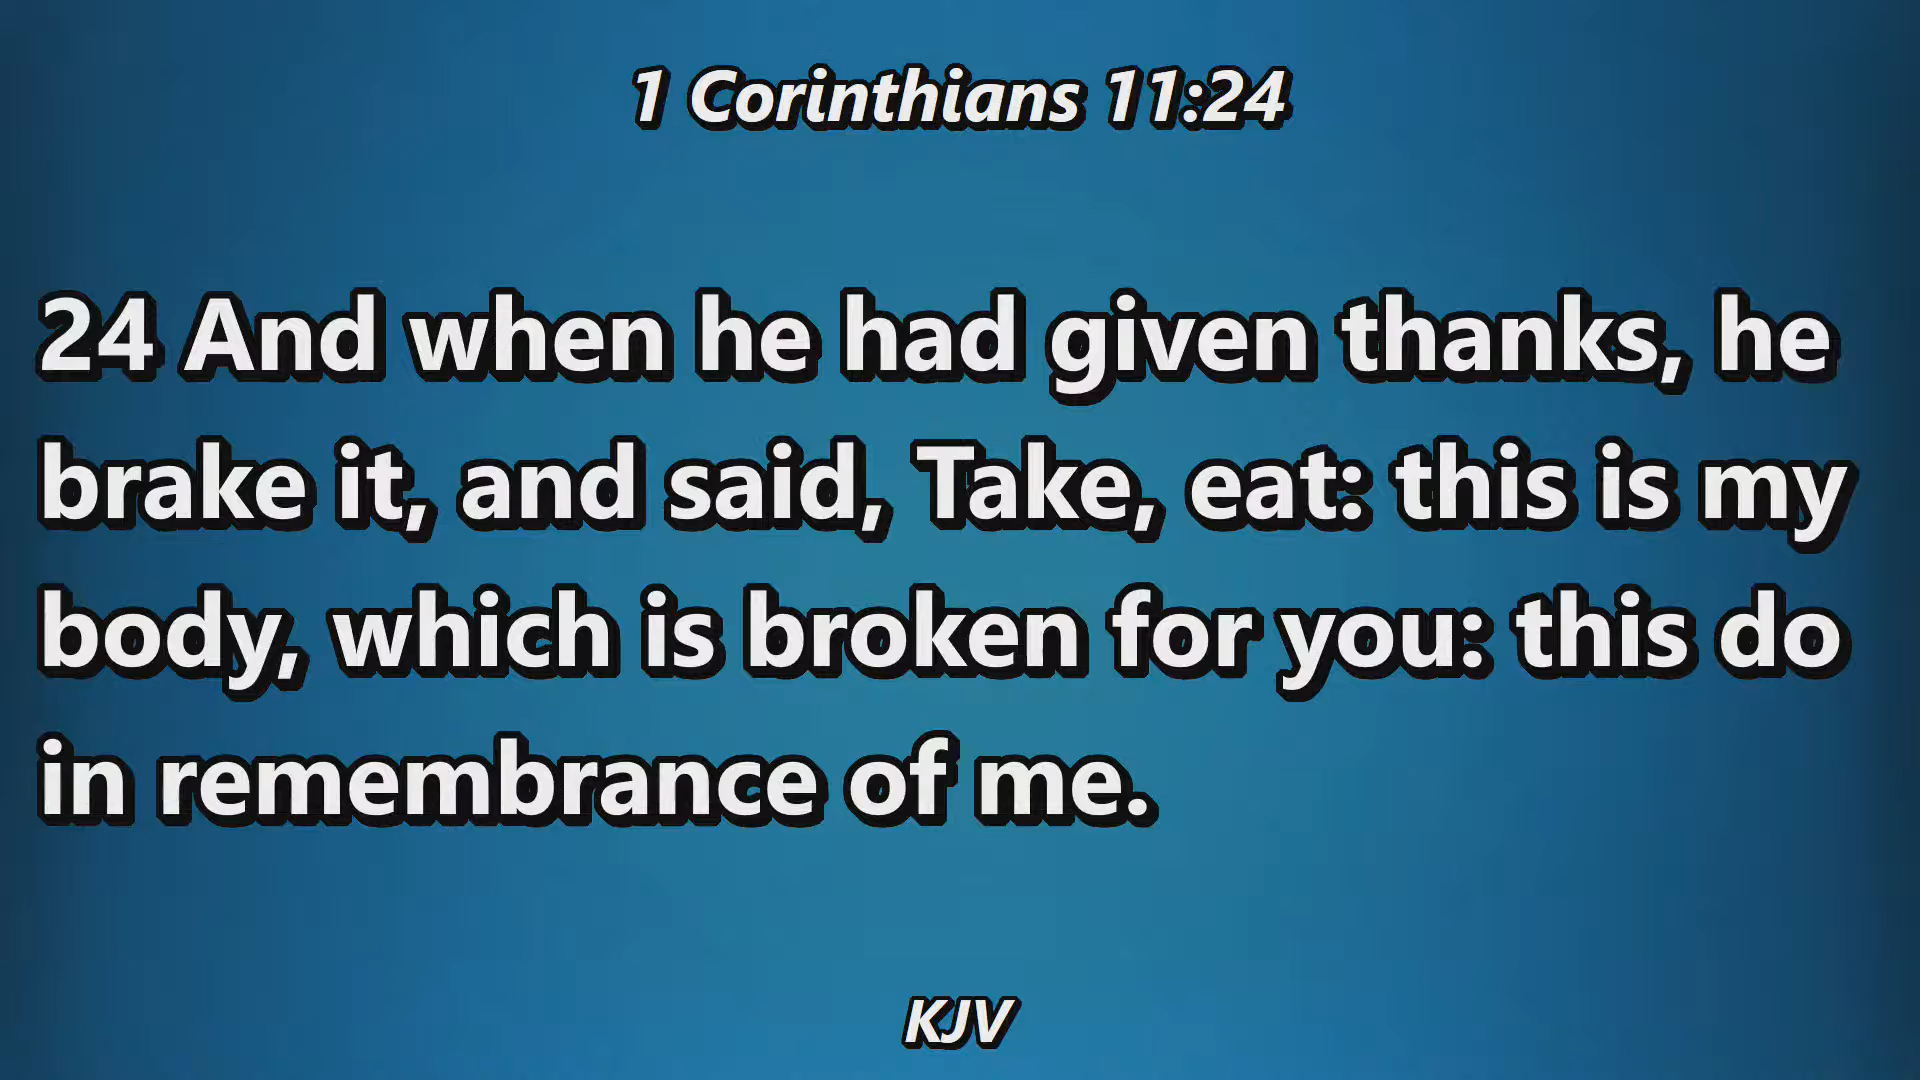 1 Corinthians 11:24
24 And when he had given thanks, he
brake it, and said, Take, eat: this is my
body, which is broken for you: this do
in remembrance of me.
KJV